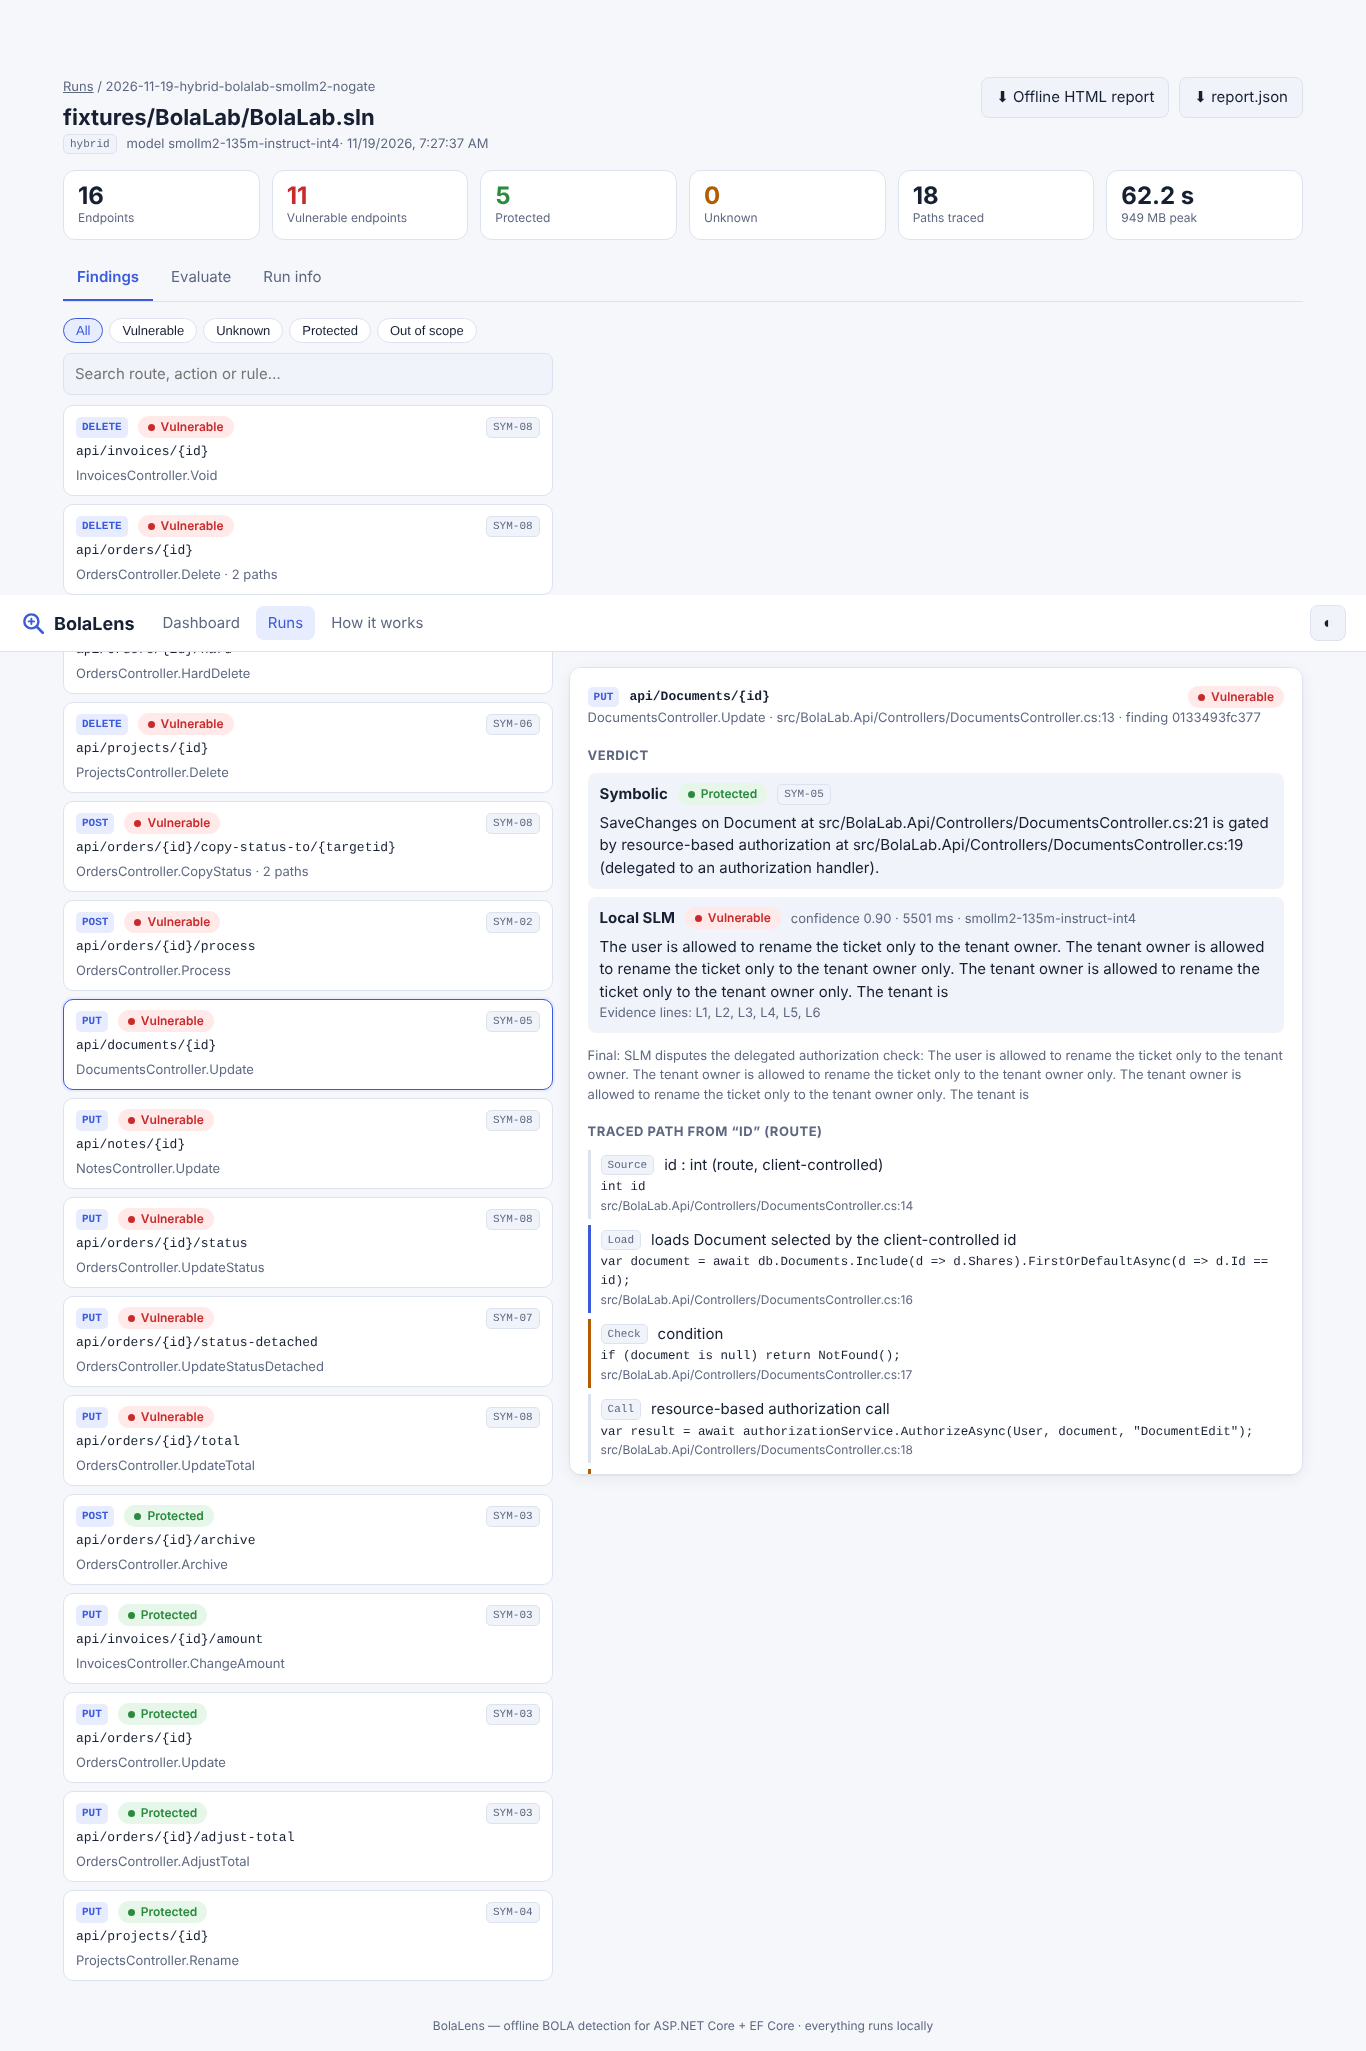 Runs / 2026-11-19-hybrid-bolalab-smollm2-nogate
⬇ Offline HTML report
⬇ report.json
fixtures/BolaLab/BolaLab.sln
hybrid model smollm2-135m-instruct-int4· 11/19/2026, 7:27:37 AM
16
Endpoints
11
Vulnerable endpoints
5
Protected
0
Unknown
18
Paths traced
62.2 s
949 MB peak
Findings
Evaluate
Run info
All
Vulnerable
Unknown
Protected
Out of scope
Search route, action or rule...
DELETE Vulnerable SYM-08
api/invoices/{id}
InvoicesController.Void
DELETE Vulnerable SYM-08
api/orders/{id}
OrdersController.Delete · 2 paths
BolaLens
Dashboard
Runs
How it works
OrdersController.HardDelete
DELETE Vulnerable SYM-06
api/projects/{id}
ProjectsController.Delete
POST Vulnerable SYM-08
api/orders/{id}/copy-status-to/{targetid}
OrdersController.CopyStatus · 2 paths
POST Vulnerable SYM-02
api/orders/{id}/process
OrdersController.Process
PUT Vulnerable SYM-05
api/documents/{id}
DocumentsController.Update
PUT Vulnerable SYM-08
api/notes/{id}
NotesController.Update
PUT Vulnerable SYM-08
api/orders/{id}/status
OrdersController.UpdateStatus
PUT Vulnerable SYM-07
api/orders/{id}/status-detached
OrdersController.UpdateStatusDetached
PUT Vulnerable SYM-08
api/orders/{id}/total
OrdersController.UpdateTotal
POST Protected SYM-03
api/orders/{id}/archive
OrdersController.Archive
PUT Protected SYM-03
api/invoices/{id}/amount
InvoicesController.ChangeAmount
PUT Protected SYM-03
api/orders/{id}
OrdersController.Update
PUT Protected SYM-03
api/orders/{id}/adjust-total
OrdersController.AdjustTotal
PUT Protected SYM-04
api/projects/{id}
ProjectsController.Rename
PUT api/Documents/{id} Vulnerable
DocumentsController.Update · src/BolaLab.Api/Controllers/DocumentsController.cs:13 · finding 0133493fc377
VERDICT
Symbolic Protected SYM-05
SaveChanges on Document at src/BolaLab.Api/Controllers/DocumentsController.cs:21 is gated
by resource-based authorization at src/BolaLab.Api/Controllers/DocumentsController.cs:19
(delegated to an authorization handler).
Local SLM Vulnerable confidence 0.90 · 5501 ms · smollm2-135m-instruct-int4
The user is allowed to rename the ticket only to the tenant owner. The tenant owner is allowed
to rename the ticket only to the tenant owner only. The tenant owner is allowed to rename the
ticket only to the tenant owner only. The tenant is
Evidence lines: L1, L2, L3, L4, L5, L6
Final: SLM disputes the delegated authorization check: The user is allowed to rename the ticket only to the tenant
owner. The tenant owner is allowed to rename the ticket only to the tenant owner only. The tenant owner is
allowed to rename the ticket only to the tenant owner only. The tenant is
TRACED PATH FROM “ID” (ROUTE)
Source id : int (route, client-controlled)
int id
src/BolaLab.Api/Controllers/DocumentsController.cs:14
Load loads Document selected by the client-controlled id
var document = await db.Documents.Include(d => d.Shares).FirstOrDefaultAsync(d => d.Id ==
id);
src/BolaLab.Api/Controllers/DocumentsController.cs:16
Check condition
if (document is null) return NotFound();
src/BolaLab.Api/Controllers/DocumentsController.cs:17
Call resource-based authorization call
var result = await authorizationService.AuthorizeAsync(User, document, "DocumentEdit");
src/BolaLab.Api/Controllers/DocumentsController.cs:18
BolaLens — offline BOLA detection for ASP.NET Core + EF Core · everything runs locally